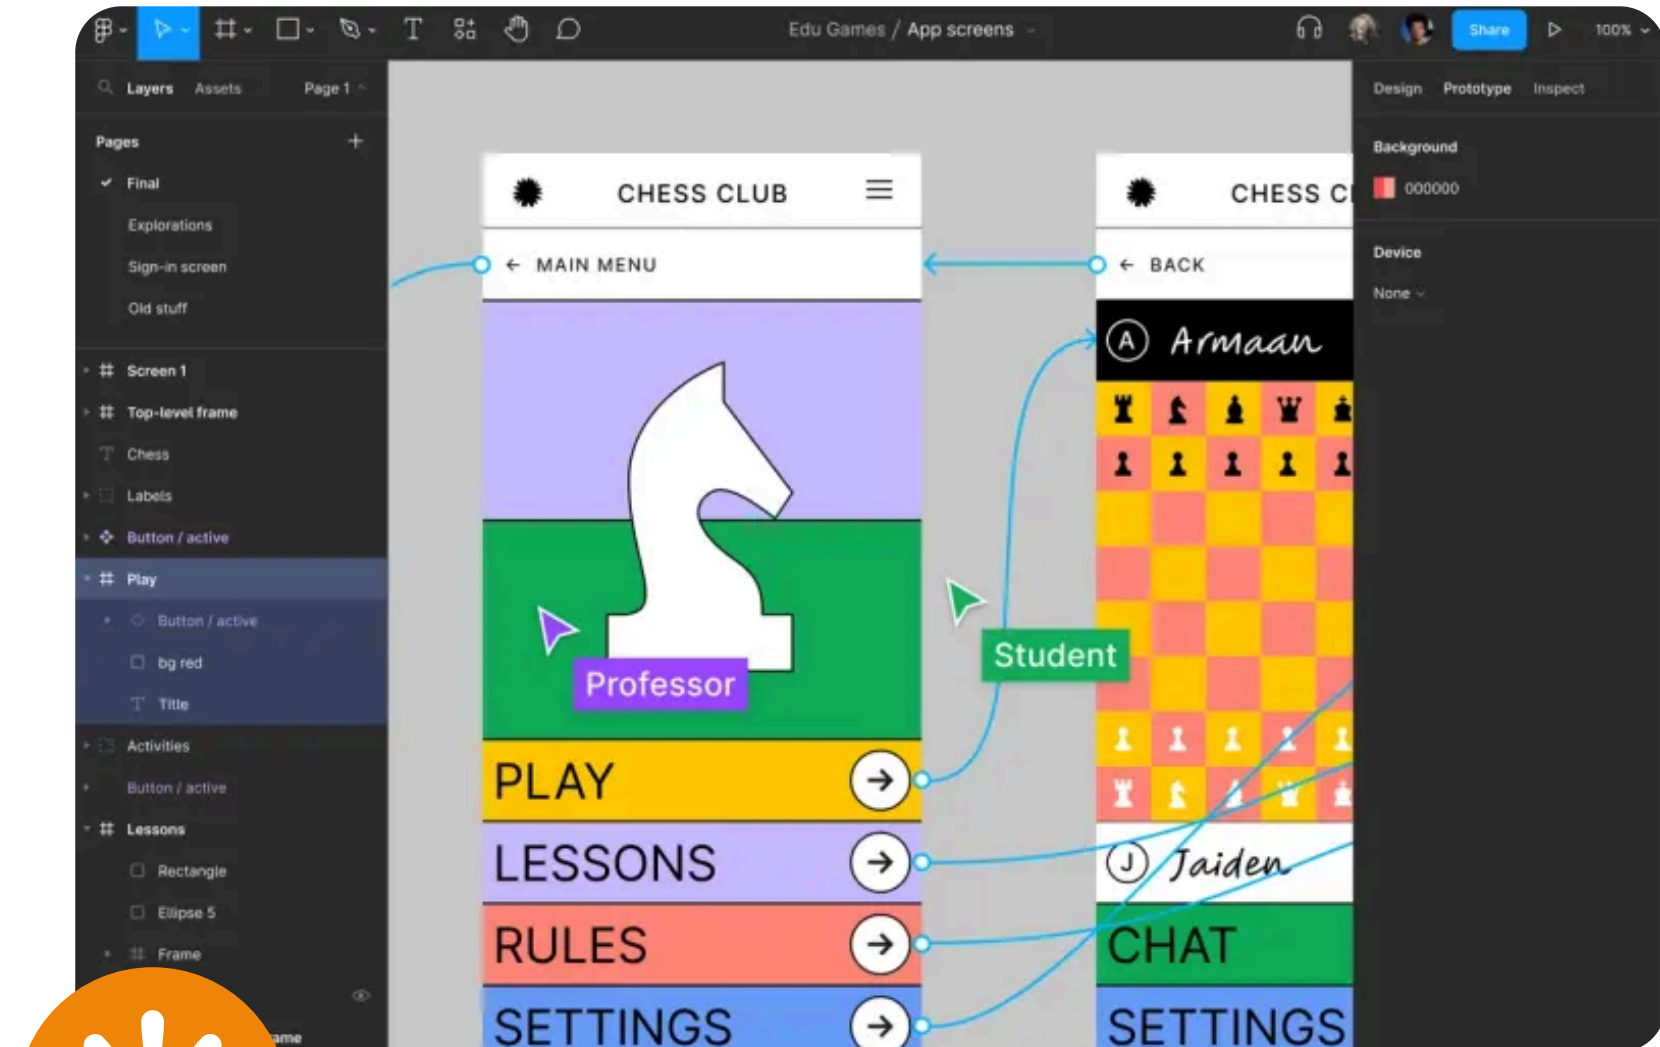 Edu Games / App screens
Share
100%
Layers Assets Page 1
Pages
Final
Explorations
Sign-in screen
Old stuff
Screen 1
Top-level frame
Chess
Labels
Button / active
Play
Button / active
bg red
Title
Activities
Button / active
Lessons
Rectangle
Ellipse 5
Frame
ame
CHESS CLUB
MAIN MENU
Professor
PLAY
LESSONS
RULES
SETTINGS
Student
CHESS C
BACK
A Armaan
J Jaiden
CHAT
SETTINGS
Design Prototype Inspect
Background
000000
Device
None